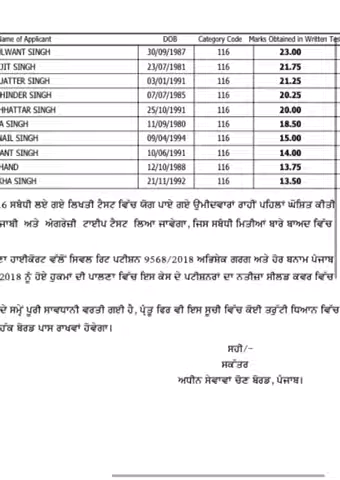 Name of Applicant DOB Category Code Marks Obtained in Written Te
LWANT SINGH 30/09/1987 116 23.00
JIT SINGH 23/07/1981 116 21.75
JATTER SINGH 03/01/1991 116 21.25
HINDER SINGH 07/07/1985 116 20.25
HHATTAR SINGH 25/10/1991 116 20.00
A SINGH 11/09/1980 116 18.50
NAIL SINGH 09/04/1994 116 15.00
ANT SINGH 10/06/1991 116 14.00
HAND 12/10/1988 116 13.75
KHA SINGH 21/11/1992 116 13.50
6 ਸਬੰਧੀ ਲਏ ਗਏ ਲਿਖਤੀ ਟੈਸਟ ਵਿੱਚ ਯੋਗ ਪਾਏ ਗਏ ਉਮੀਦਵਾਰਾਂ ਰਾਹੀਂ ਪਹਿਲਾਂ ਘੋਸ਼ਿਤ ਕੀਤੀ
ਜਾਬੀ ਅਤੇ ਅੰਗਰੇਜ਼ੀ ਟਾਈਪ ਟੈਸਟ ਲਿਆ ਜਾਵੇਗਾ, ਜਿਸ ਸਬੰਧੀ ਮਿਤੀਆਂ ਬਾਰੇ ਬਾਅਦ ਵਿੱਚ
ਣਾ ਹਾਈਕੋਰਟ ਵੱਲੋਂ ਸਿਵਲ ਰਿਟ ਪਟੀਸ਼ਨ 9568/2018 ਅਭਿਸ਼ੇਕ ਗਰਗ ਅਤੇ ਹੋਰ ਬਨਾਮ ਪੰਜਾਬ
2018 ਨੂੰ ਹੋਏ ਹੁਕਮਾਂ ਦੀ ਪਾਲਣਾ ਵਿੱਚ ਇਸ ਕੇਸ ਦੇ ਪਟੀਸ਼ਨਰਾਂ ਦਾ ਨਤੀਜ਼ਾ ਸੀਲਡ ਕਵਰ ਵਿੱਚ
ਦੇ ਸਮੇਂ ਪੂਰੀ ਸਾਵਧਾਨੀ ਵਰਤੀ ਗਈ ਹੈ, ਪ੍ਰੰਤੂ ਫਿਰ ਵੀ ਇਸ ਸੂਚੀ ਵਿੱਚ ਕੋਈ ਤਰੁੱਟੀ ਧਿਆਨ ਵਿੱਚ
ਹੱਕ ਬੋਰਡ ਪਾਸ ਰਾਖਵਾਂ ਹੋਵੇਗਾ।
ਸਹੀ/-
ਸਕੱਤਰ
ਅਧੀਨ ਸੇਵਾਵਾਂ ਚੋਣ ਬੋਰਡ, ਪੰਜਾਬ।